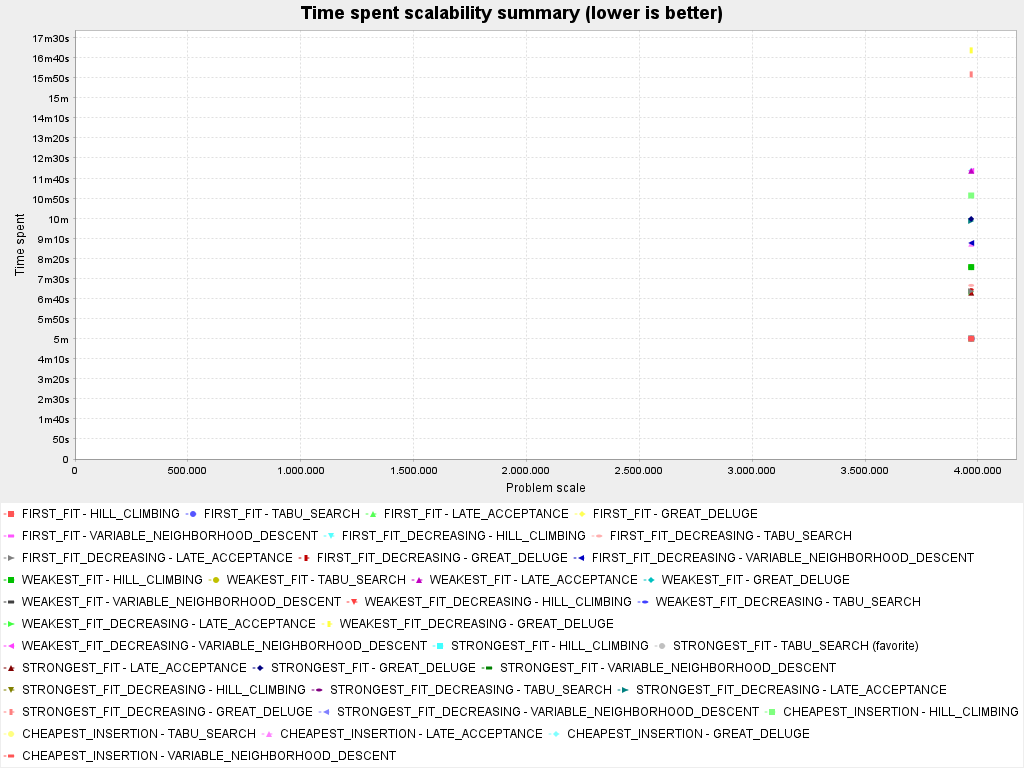 Time spent scalability summary (lower is better)
17m30s
16m40s
15m50s
15m
14m10s
13m20s
12m30s
11m40s
10m50s
10m
9m10s
8m20s
7m30s
6m40s
5m50s
5m
4m10s
3m20s
2m30s
1m40s
50s
0
Time spent
0 500.000 1.000.000 1.500.000 2.000.000 2.500.000 3.000.000 3.500.000 4.000.000
Problem scale
FIRST_FIT - HILL_CLIMBING FIRST_FIT - TABU_SEARCH FIRST_FIT - LATE_ACCEPTANCE FIRST_FIT - GREAT_DELUGE
FIRST_FIT - VARIABLE_NEIGHBORHOOD_DESCENT FIRST_FIT_DECREASING - HILL_CLIMBING FIRST_FIT_DECREASING - TABU_SEARCH
FIRST_FIT_DECREASING - LATE_ACCEPTANCE FIRST_FIT_DECREASING - GREAT_DELUGE FIRST_FIT_DECREASING - VARIABLE_NEIGHBORHOOD_DESCENT
WEAKEST_FIT - HILL_CLIMBING WEAKEST_FIT - TABU_SEARCH WEAKEST_FIT - LATE_ACCEPTANCE WEAKEST_FIT - GREAT_DELUGE
WEAKEST_FIT - VARIABLE_NEIGHBORHOOD_DESCENT WEAKEST_FIT_DECREASING - HILL_CLIMBING WEAKEST_FIT_DECREASING - TABU_SEARCH
WEAKEST_FIT_DECREASING - LATE_ACCEPTANCE WEAKEST_FIT_DECREASING - GREAT_DELUGE
WEAKEST_FIT_DECREASING - VARIABLE_NEIGHBORHOOD_DESCENT STRONGEST_FIT - HILL_CLIMBING STRONGEST_FIT - TABU_SEARCH (favorite)
STRONGEST_FIT - LATE_ACCEPTANCE STRONGEST_FIT - GREAT_DELUGE STRONGEST_FIT - VARIABLE_NEIGHBORHOOD_DESCENT
STRONGEST_FIT_DECREASING - HILL_CLIMBING STRONGEST_FIT_DECREASING - TABU_SEARCH STRONGEST_FIT_DECREASING - LATE_ACCEPTANCE
STRONGEST_FIT_DECREASING - GREAT_DELUGE STRONGEST_FIT_DECREASING - VARIABLE_NEIGHBORHOOD_DESCENT CHEAPEST_INSERTION - HILL_CLIMBING
CHEAPEST_INSERTION - TABU_SEARCH CHEAPEST_INSERTION - LATE_ACCEPTANCE CHEAPEST_INSERTION - GREAT_DELUGE
CHEAPEST_INSERTION - VARIABLE_NEIGHBORHOOD_DESCENT